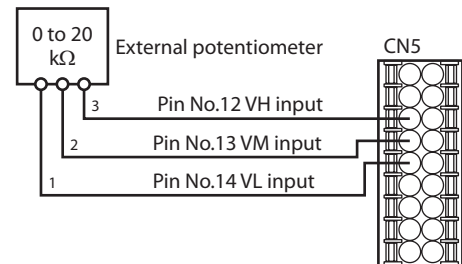 0 to 20
kΩ
External potentiometer
CN5
3
Pin No.12 VH input
2
Pin No.13 VM input
1
Pin No.14 VL input